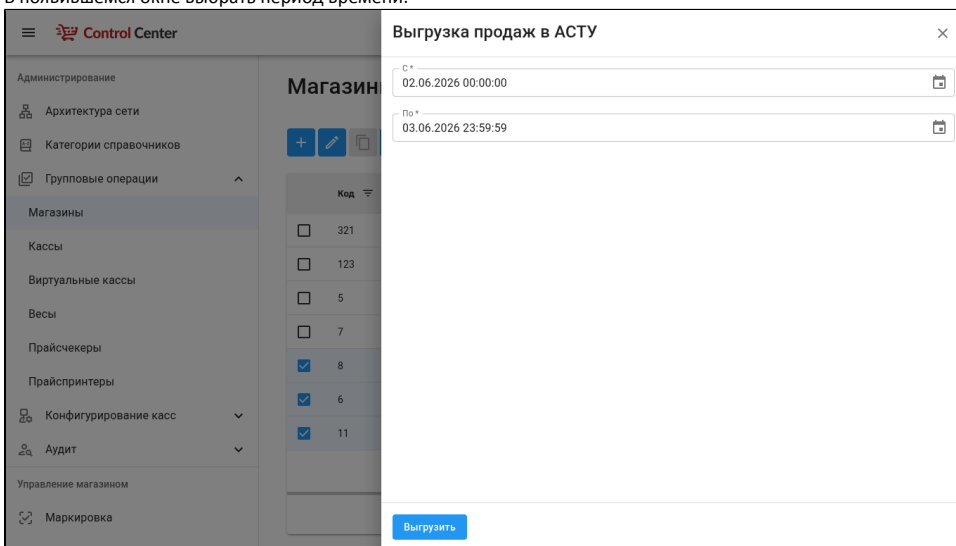 В появившемся окне выбрать период времени.
Control Center
Администрирование
Архитектура сети
Категории справочников
Групповые операции
Магазины
Кассы
Виртуальные кассы
Весы
Прайсчекеры
Прайспринтеры
Конфигурирование касс
Аудит
Управление магазином
Маркировка
Магазин
Код
321
123
5
7
8
6
11
Выгрузка продаж в АСТУ
С *
02.06.2026 00:00:00
По *
03.06.2026 23:59:59
Выгрузить